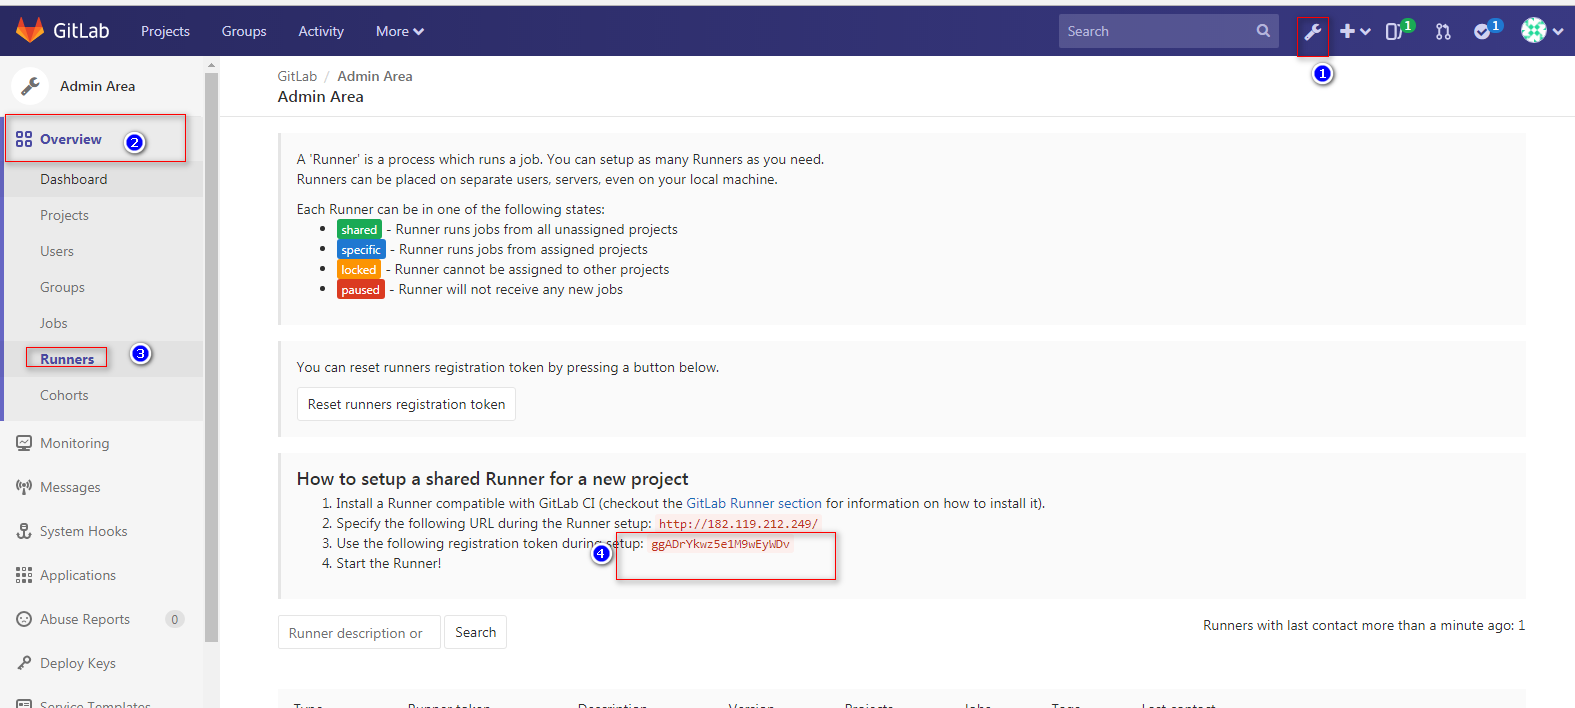 GitLab Projects Groups Activity More Search 1 1
1
Admin Area
Overview 2
Dashboard
Projects
Users
Groups
Jobs
Runners 3
Cohorts
Monitoring
Messages
System Hooks
Applications
Abuse Reports 0
Deploy Keys
Service Templates
GitLab / Admin Area
Admin Area
A 'Runner' is a process which runs a job. You can setup as many Runners as you need.
Runners can be placed on separate users, servers, even on your local machine.
Each Runner can be in one of the following states:
• shared - Runner runs jobs from all unassigned projects
• specific - Runner runs jobs from assigned projects
• locked - Runner cannot be assigned to other projects
• paused - Runner will not receive any new jobs
You can reset runners registration token by pressing a button below.
Reset runners registration token
How to setup a shared Runner for a new project
1. Install a Runner compatible with GitLab CI (checkout the GitLab Runner section for information on how to install it).
2. Specify the following URL during the Runner setup: http://182.119.212.249/
3. Use the following registration token during setup: ggADrYkwz5e1M9wEyWDv
4
4. Start the Runner!
Runner description or Search
Runners with last contact more than a minute ago: 1
Type Runner token Description Version Projects Jobs Tags Last contact